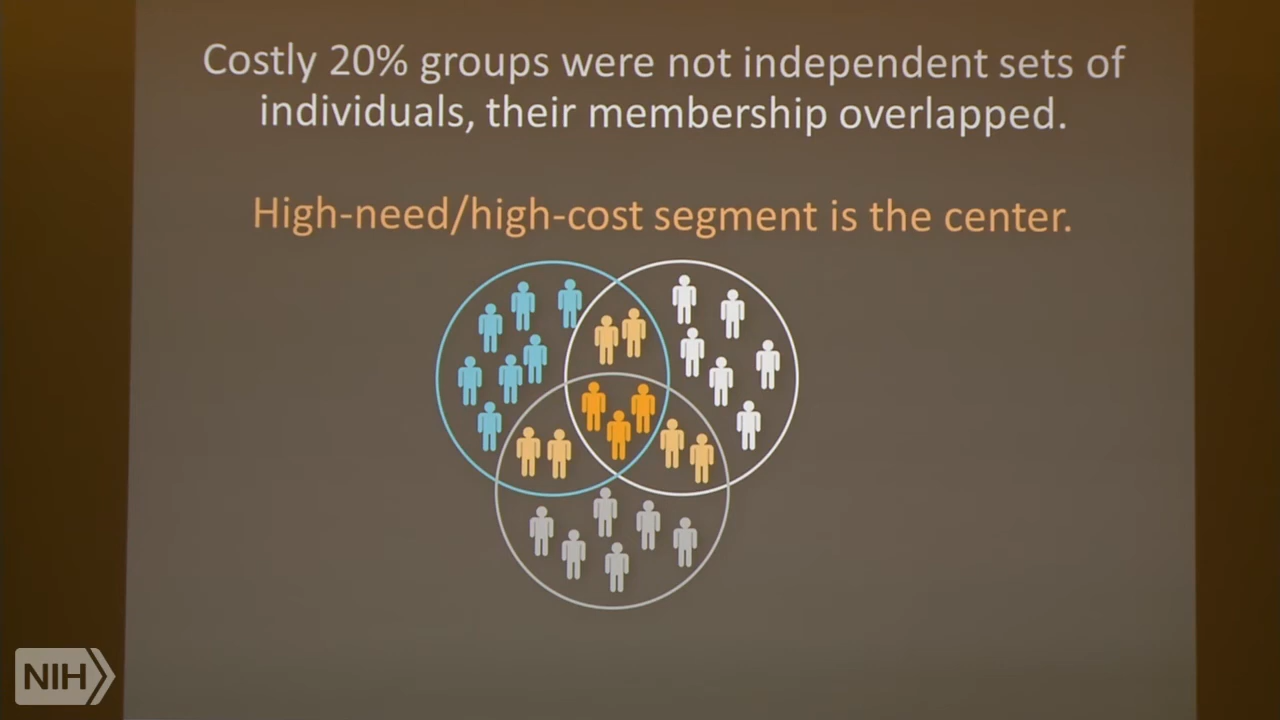 Costly 20% groups were not independent sets of
individuals, their membership overlapped.
High-need/high-cost segment is the center.
NIH